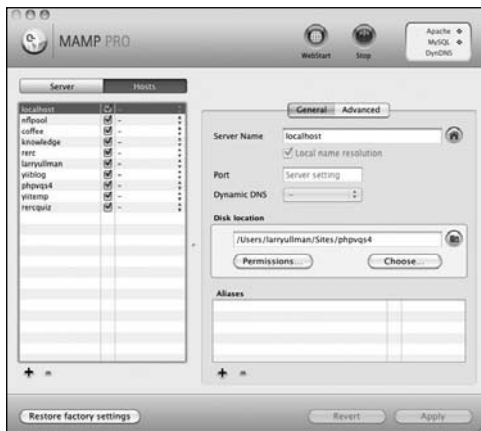 MAMP PRO
WebStart
Stop
Apache
MySQL
DynDNS
Server
Hosts
localhost
nflpool
coffee
knowledge
rerc
larryullman
yiiblog
phpvqs4
yiitemp
rercquiz
General
Advanced
Server Name
localhost
Local name resolution
Port
Server setting
Dynamic DNS
Disk location
/Users/larryullman/Sites/phpvqs4
Permissions...
Choose...
Aliases
Restore factory settings
Revert
Apply